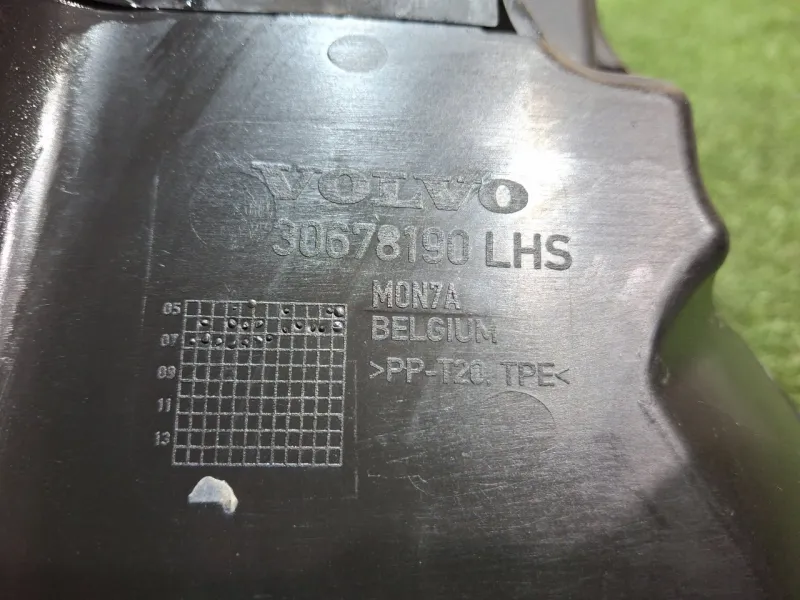 VOLVO
30678190 LHS
MON7A
BELGIUM
>PP-T20. TPE<
05
07
09
11
13